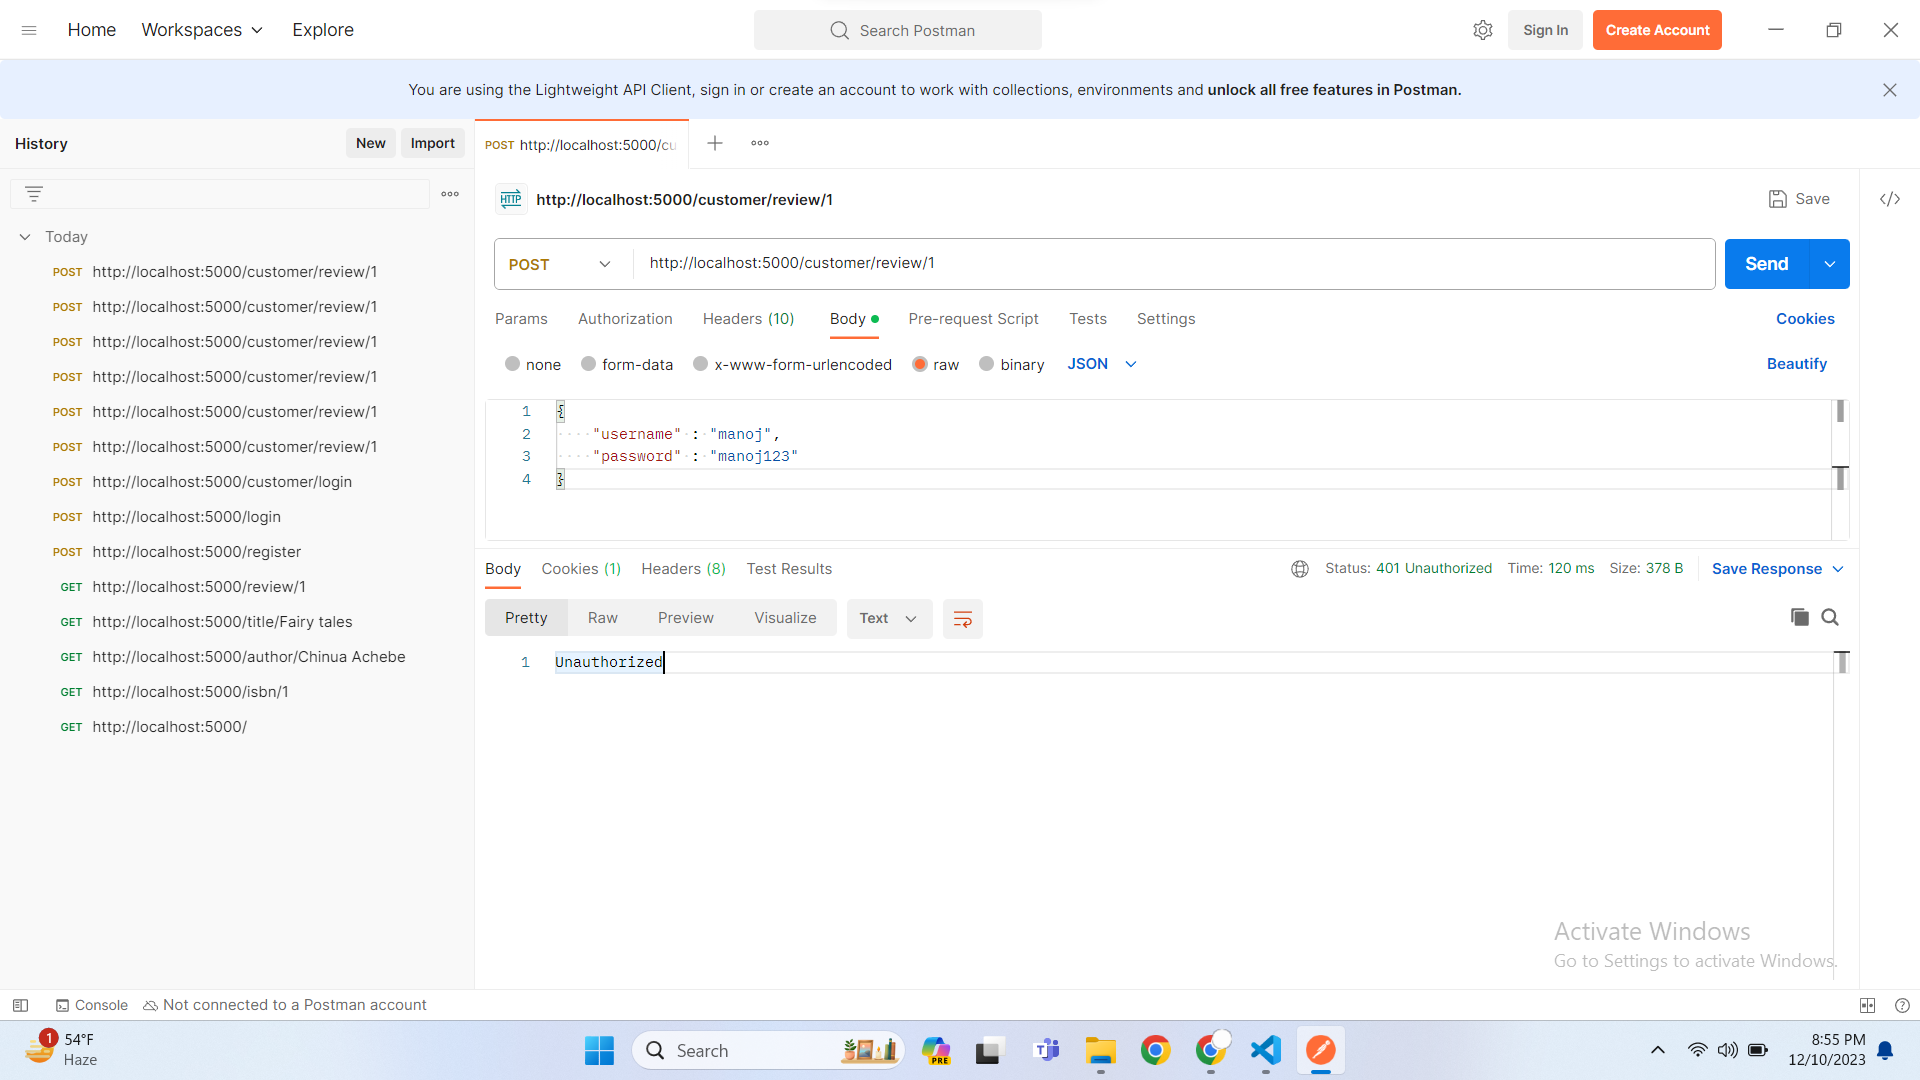 Home Workspaces Explore Search Postman Sign In Create Account
You are using the Lightweight API Client, sign in or create an account to work with collections, environments and unlock all free features in Postman.
History New Import
POST http://localhost:5000/cu
HTTP http://localhost:5000/customer/review/1 Save </>
Today
POST http://localhost:5000/customer/review/1
POST http://localhost:5000/customer/review/1
POST http://localhost:5000/customer/review/1
POST http://localhost:5000/customer/review/1
POST http://localhost:5000/customer/review/1
POST http://localhost:5000/customer/review/1
POST http://localhost:5000/customer/login
POST http://localhost:5000/login
POST http://localhost:5000/register
GET http://localhost:5000/review/1
GET http://localhost:5000/title/Fairy tales
GET http://localhost:5000/author/Chinua Achebe
GET http://localhost:5000/isbn/1
GET http://localhost:5000/
POST http://localhost:5000/customer/review/1 Send
Params Authorization Headers (10) Body Pre-request Script Tests Settings Cookies
none form-data x-www-form-urlencoded raw binary JSON Beautify
1 {
2 "username" : "manoj",
3 "password" : "manoj123"
4 }
Body Cookies (1) Headers (8) Test Results Status: 401 Unauthorized Time: 120 ms Size: 378 B Save Response
Pretty Raw Preview Visualize Text
1 Unauthorized
Activate Windows
Go to Settings to activate Windows.
Console Not connected to a Postman account
1 54°F
Haze
Search
PRE
8:55 PM
12/10/2023